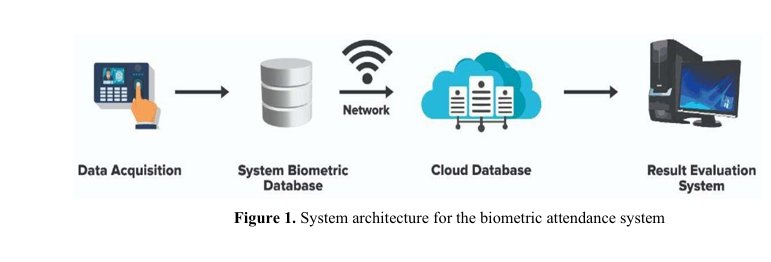 Network
Data Acquisition
System Biometric
Database
Cloud Database
Result Evaluation
System
Figure 1. System architecture for the biometric attendance system